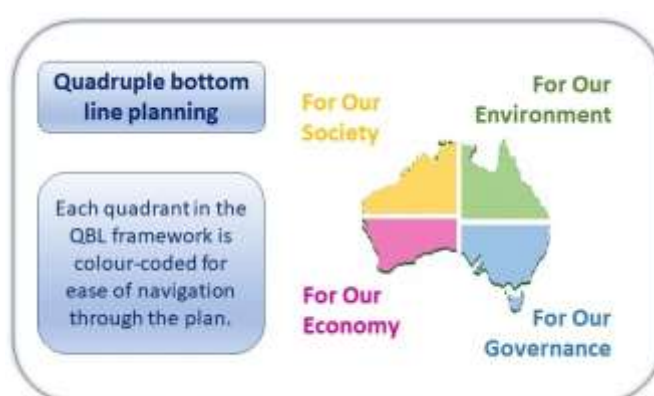 Quadruple bottom
line planning
Each quadrant in the
QBL framework is
colour-coded for
ease of navigation
through the plan.
For Our
Society
For Our
Environment
For Our
Economy
For Our
Governance